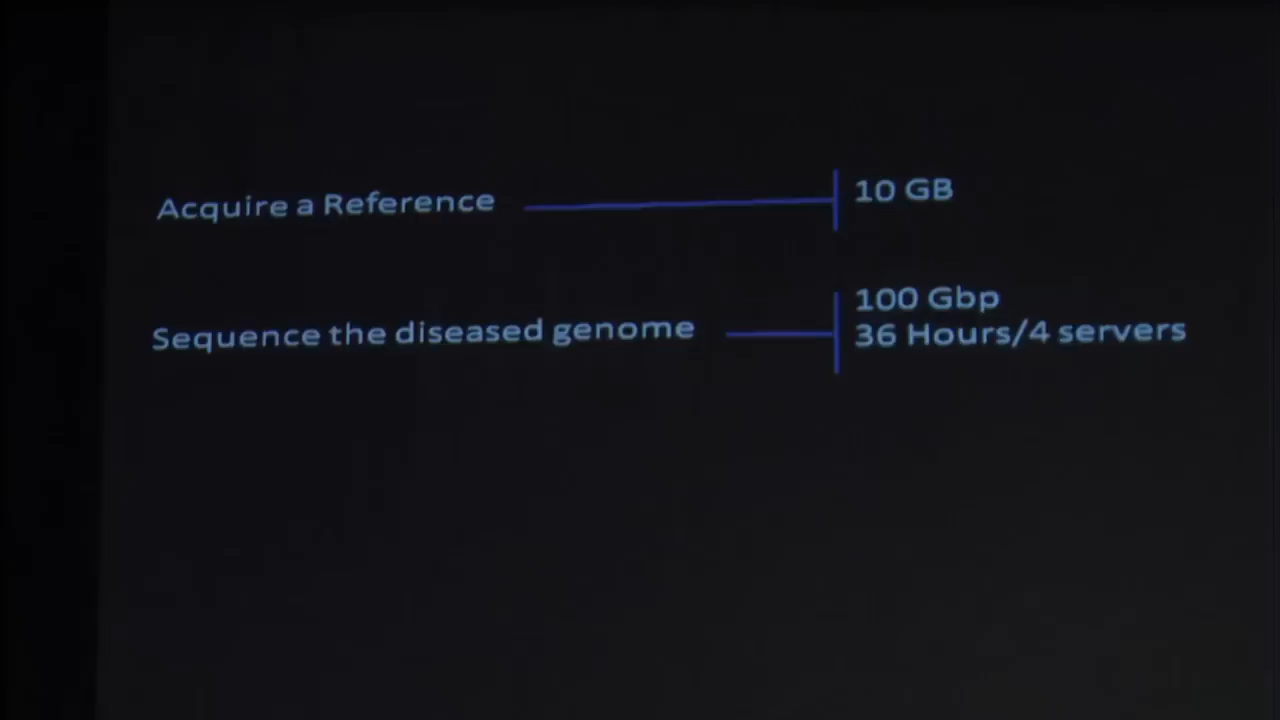 Acquire a Reference
10 GB
Sequence the diseased genome
100 Gbp
36 Hours/4 servers